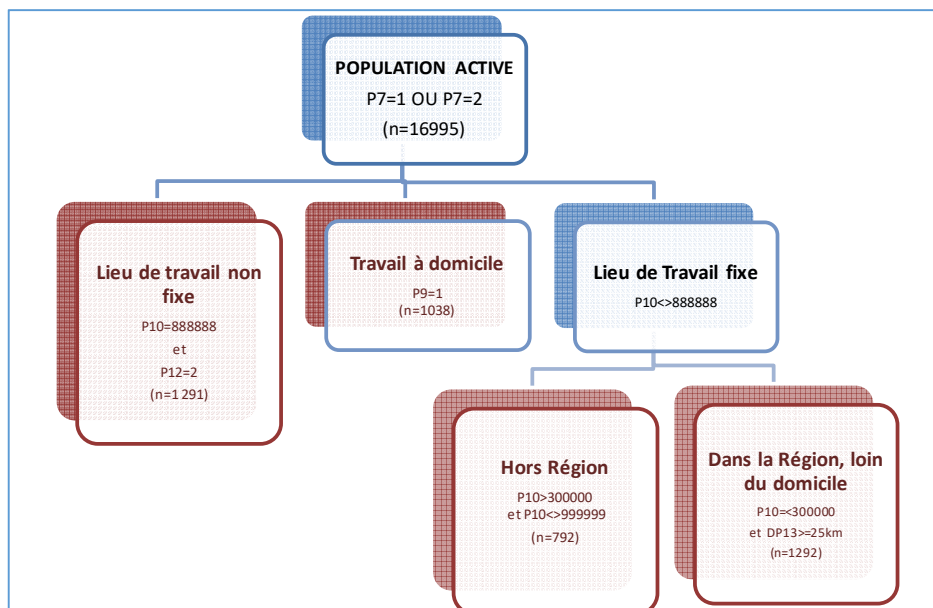 POPULATION ACTIVE
P7=1 OU P7=2
(n=16995)
Lieu de travail non
fixe
P10=888888
et
P12=2
(n=1291)
Travail à domicile
P9=1
(n=1038)
Lieu de Travail fixe
P10<>888888
Hors Région
P10>300000
et P10<>999999
(n=792)
Dans la Région, loin
du domicile
P10=<300000
et DP13>=25km
(n=1292)